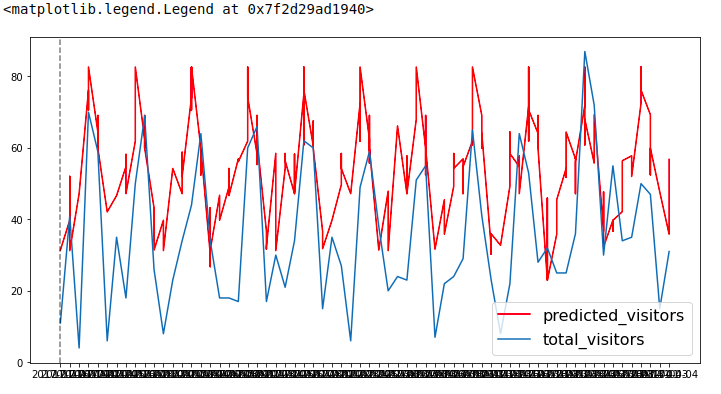 <matplotlib.legend.Legend at 0x7f2d29ad1940>
80
60
40
20
0
predicted_visitors
total_visitors